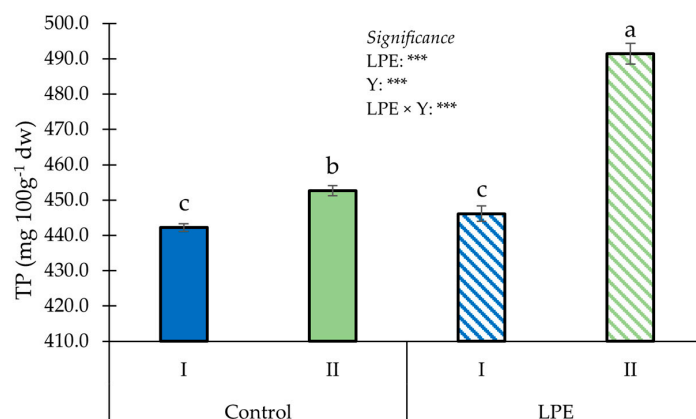 TP (mg 100g⁻¹ dw)
500.0
490.0
480.0
470.0
460.0
450.0
440.0
430.0
420.0
410.0
Significance
LPE: ***
Y: ***
LPE × Y: ***
c
b
c
a
I II I II
Control LPE